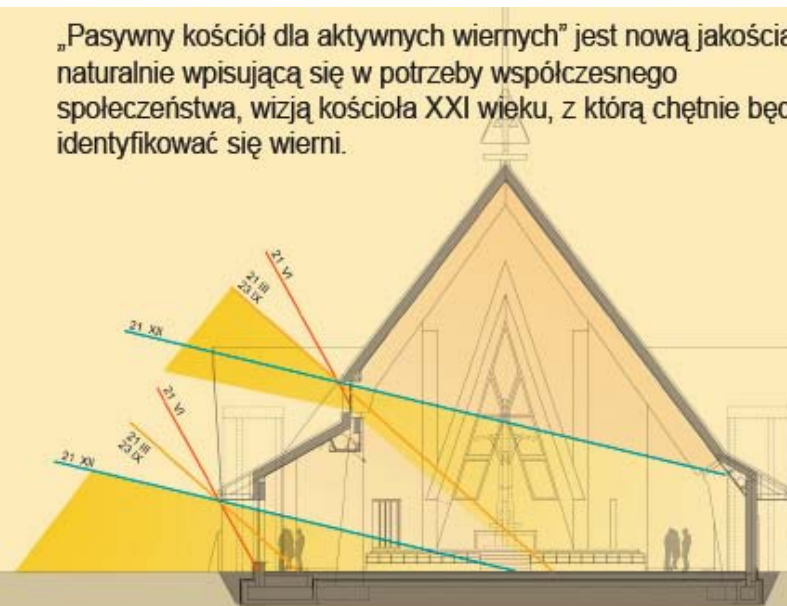 „Pasywny kościół dla aktywnych wiernych” jest nową jakością
naturalnie wpisującą się w potrzeby współczesnego
społeczeństwa, wizją kościoła XXI wieku, z którą chętnie będ
identyfikować się wierni.
21 VI
21 III
23 IX
21 XII
21 VI
21 III
23 IX
21 XII